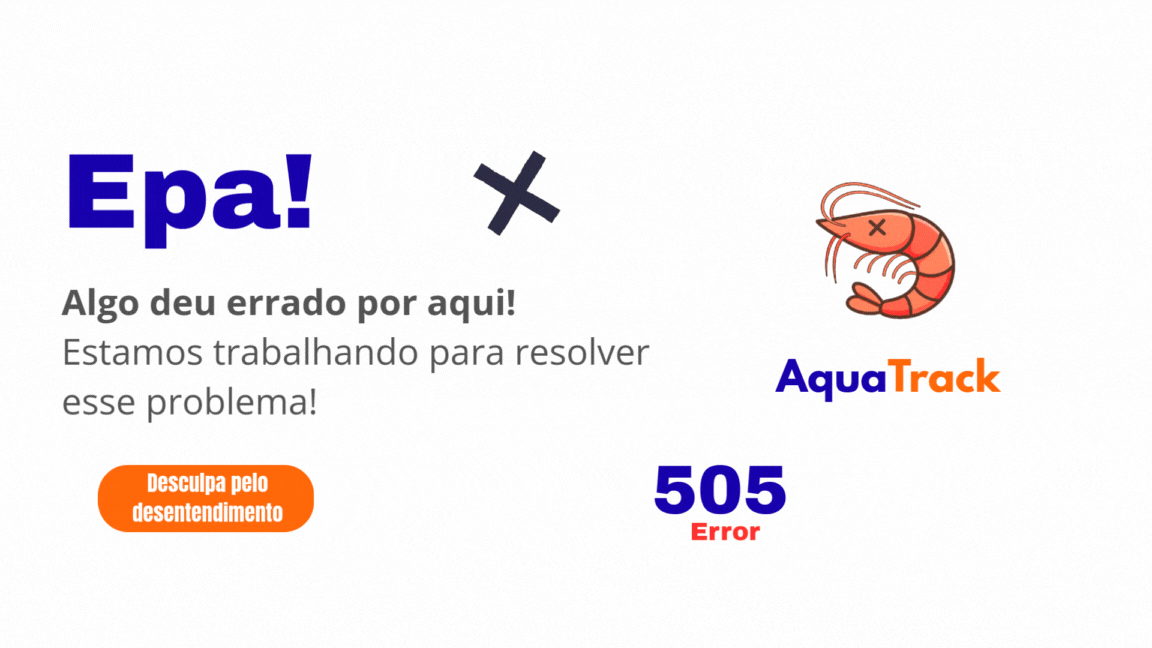 Epa!
Algo deu errado por aqui!
Estamos trabalhando para resolver
esse problema!
Desculpa pelo
desentendimento
AquaTrack
505
Error